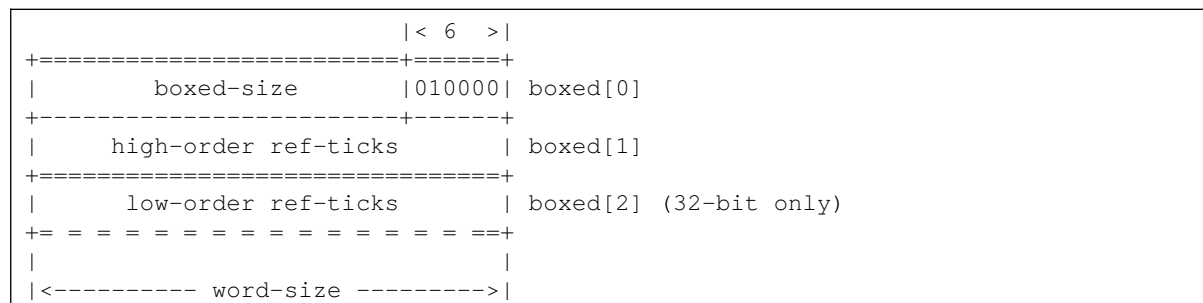 |< 6  >|
+=========================+======+
|        boxed-size       |010000| boxed[0]
+-------------------------+------+
|     high-order ref-ticks       | boxed[1]
+================================+
|      low-order ref-ticks       | boxed[2] (32-bit only)
+= = = = = = = = = = = = = = = ==+
|                                |
|<---------- word-size --------->|